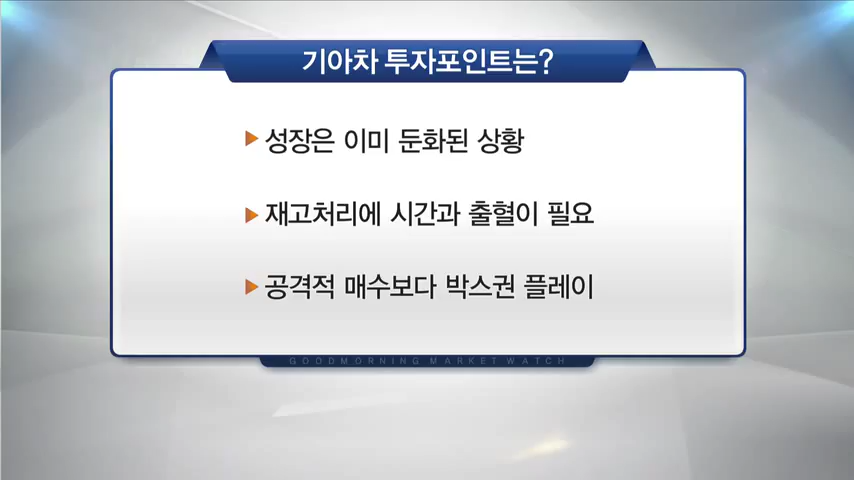 기아차 투자포인트는?
성장은 이미 둔화된 상황
재고처리에 시간과 출혈이 필요
공격적 매수보다 박스권 플레이
GOODMORNING MARKET WATCH